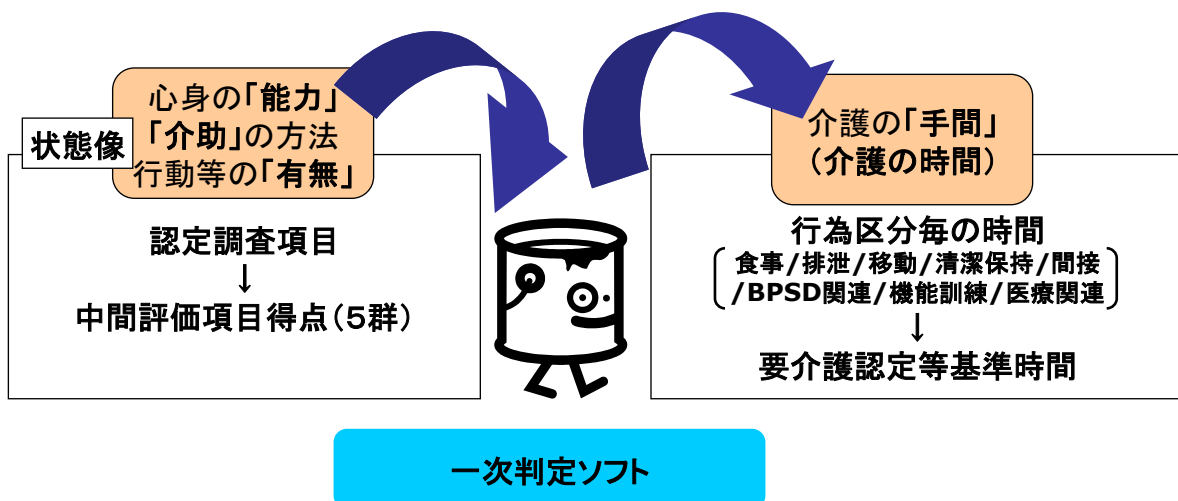 状態像
心身の「能力」
「介助」の方法
行動等の「有無」
認定調査項目
↓
中間評価項目得点(5群)
介護の「手間」
(介護の時間)
行為区分毎の時間
食事/排泄/移動/清潔保持/間接
/BPSD関連/機能訓練/医療関連
↓
要介護認定等基準時間
一次判定ソフト